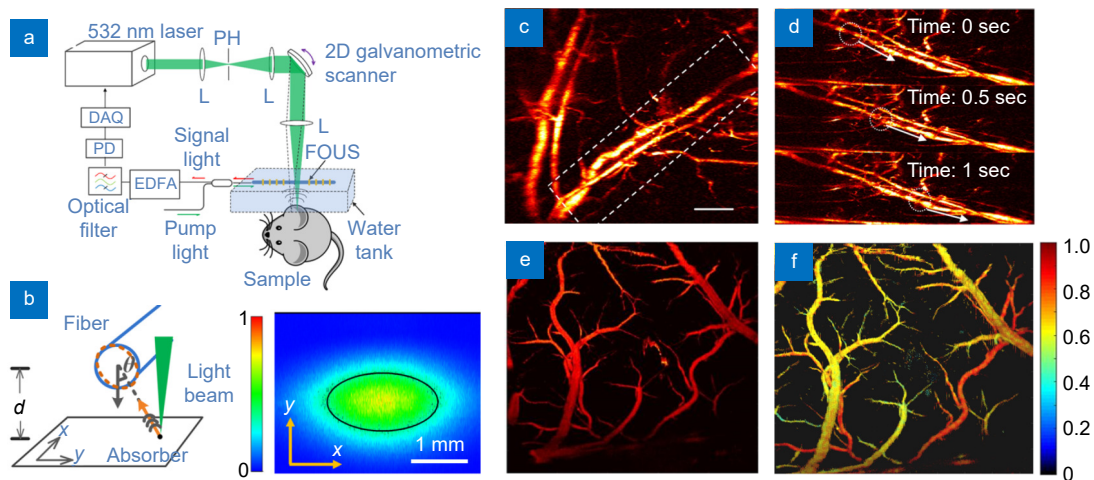 a
532 nm laser
PH
2D galvanometric
scanner
L
L
L
DAQ
PD
Signal
light
FOUS
EDFA
Optical
filter
Pump
light
Water
tank
Sample
b
Fiber
θ
d
Light
beam
x
y
Absorber
1
0
y
x
1 mm
c
d
Time: 0 sec
Time: 0.5 sec
Time: 1 sec
e
f
1.0
0.8
0.6
0.4
0.2
0